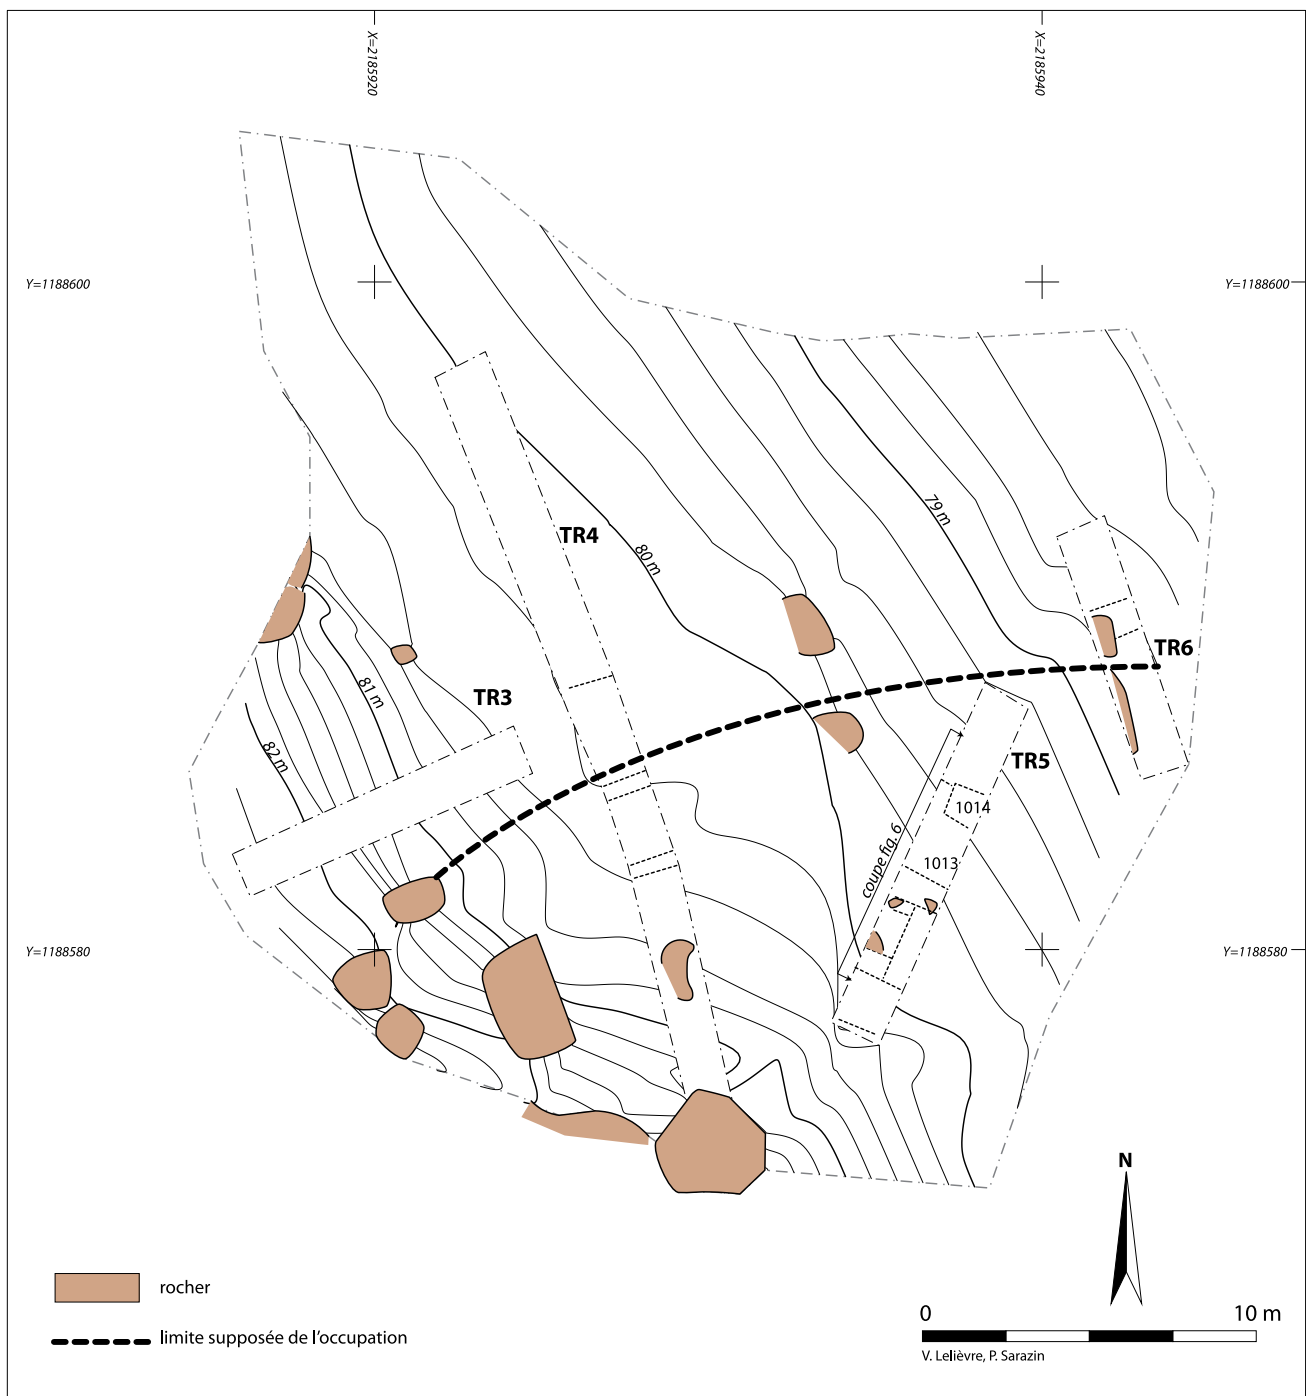 X=2185920
X=2185940
Y=1188600
Y=1188600
79 m
TR4
80 m
TR6
81 m
TR3
82 m
TR5
1014
coupe fig. 6
1013
Y=1188580
Y=1188580
N
rocher
0 10 m
limite supposée de l'occupation
V. Lelièvre, P. Sarazin